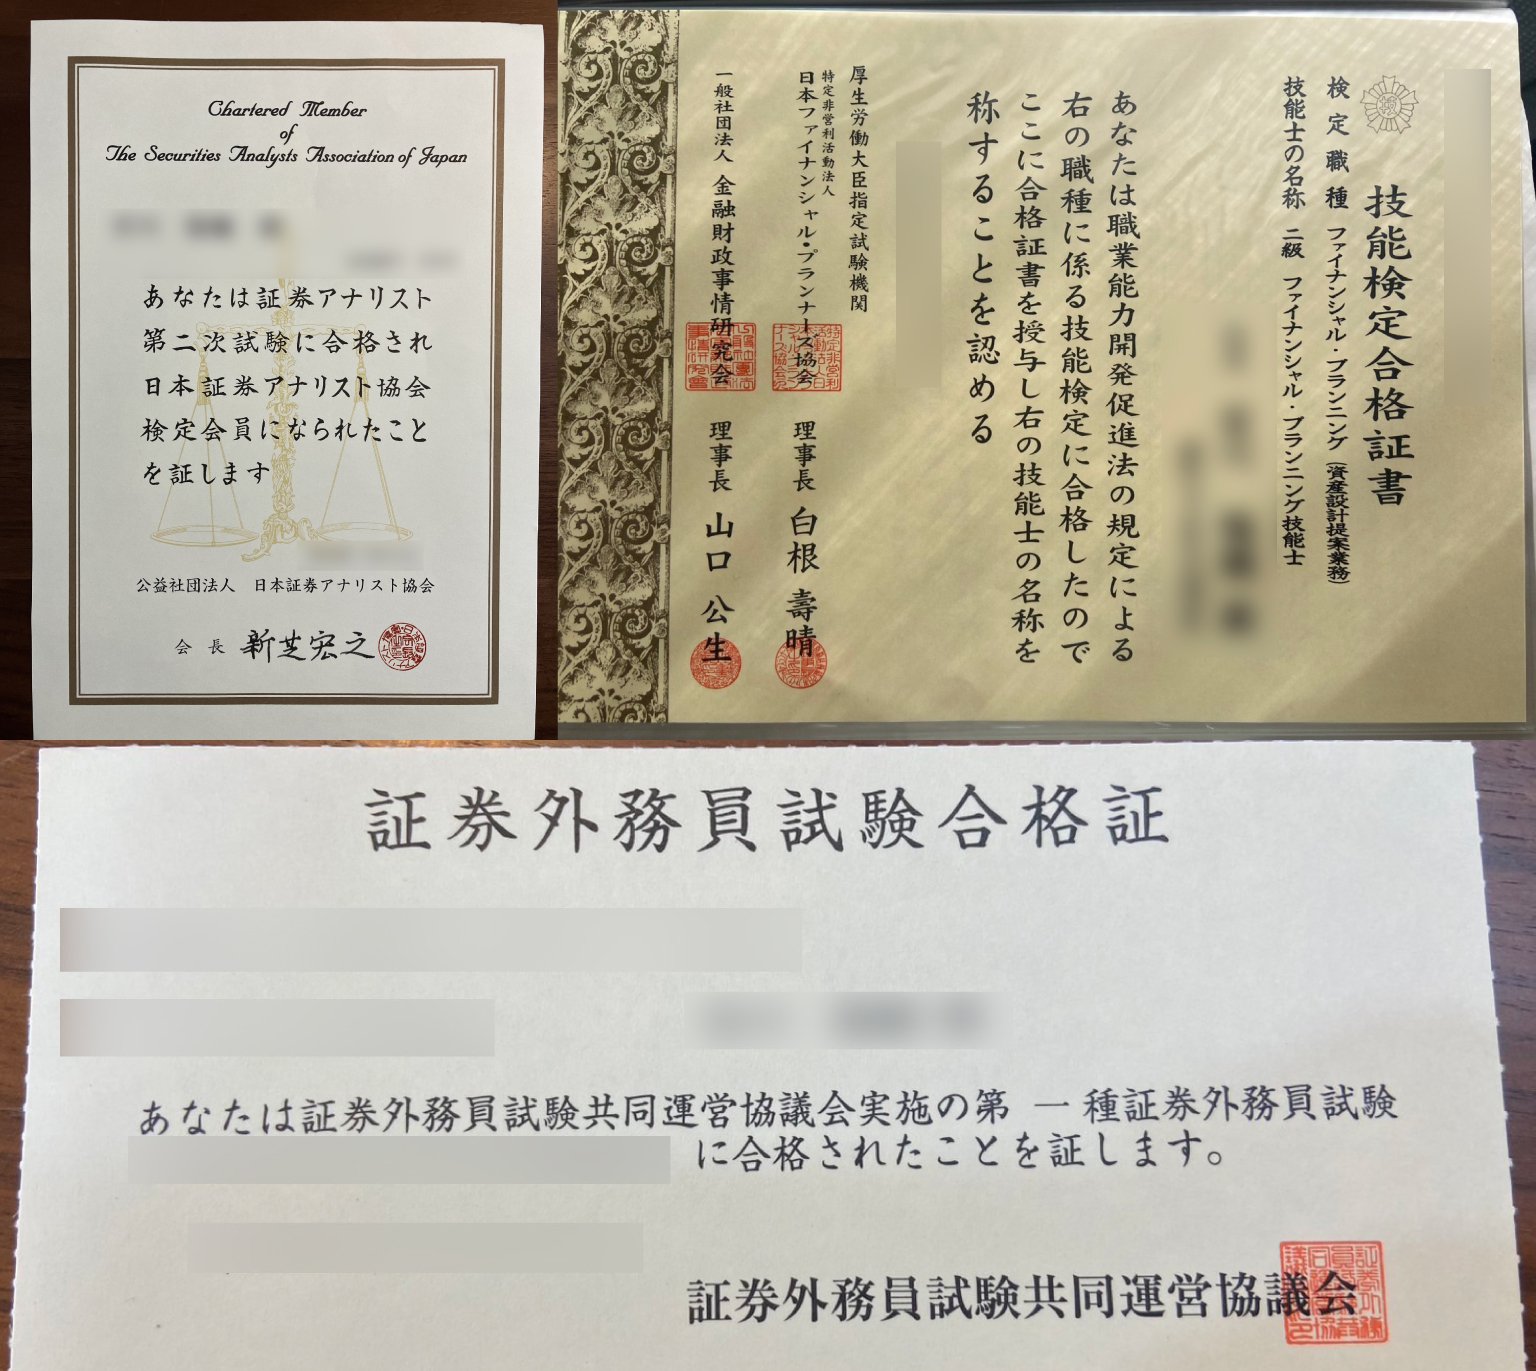 Chartered Member
of
The Securities Analysts Association of Japan
あなたは証券アナリスト
第二次試験に合格され
日本証券アナリスト協会
検定会員になられたこと
を証します
公益社団法人　日本証券アナリスト協会
会長 新芝宏之
技能検定合格証書
検定職種 ファイナンシャル・プランニング（資産設計提案業務）
技能士の名称 二級 ファイナンシャル・プランニング技能士
あなたは職業能力開発促進法の規定による
右の職種に係る技能検定に合格したので
ここに合格証書を授与し右の技能士の名称を
称することを認める
厚生労働大臣指定試験機関
特定非営利活動法人
日本ファイナンシャル・プランナーズ協会 理事長 白根 壽晴
一般社団法人 金融財政事情研究会 理事長 山口 公生
証券外務員試験合格証
あなたは証券外務員試験共同運営協議会実施の第 一 種証券外務員試験
に合格されたことを証します。
証券外務員試験共同運営協議会